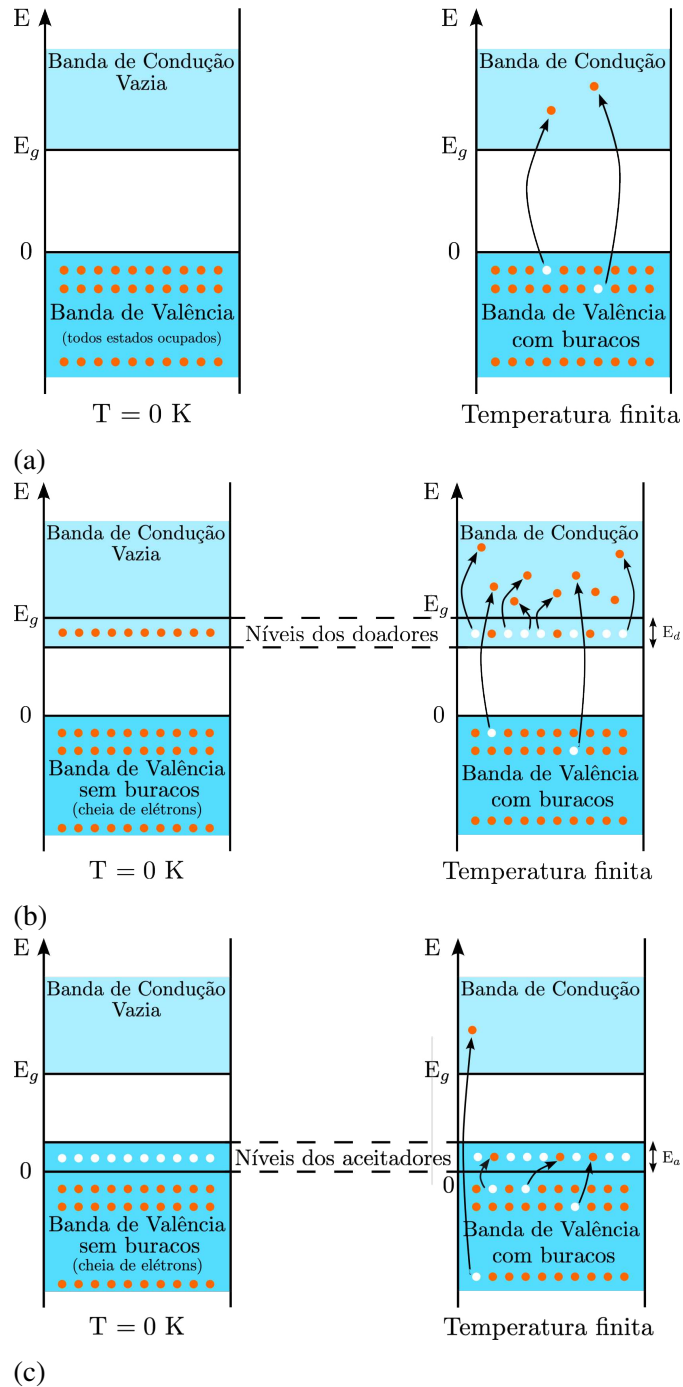 E
Banda de Condução
Vazia
E_g
0
Banda de Valência
(todos estados ocupados)
T = 0 K
Banda de Condução
E_g
0
Banda de Valência
com buracos
Temperatura finita
(a)
E
Banda de Condução
Vazia
E_g
0
Banda de Valência
sem buracos
(cheia de elétrons)
T = 0 K
Níveis dos doadores
E
Banda de Condução
E_g
E_d
0
Banda de Valência
com buracos
Temperatura finita
(b)
E
Banda de Condução
Vazia
E_g
0
Banda de Valência
sem buracos
(cheia de elétrons)
T = 0 K
Níveis dos aceitadores
E
Banda de Condução
E_g
E_a
0
Banda de Valência
com buracos
Temperatura finita
(c)